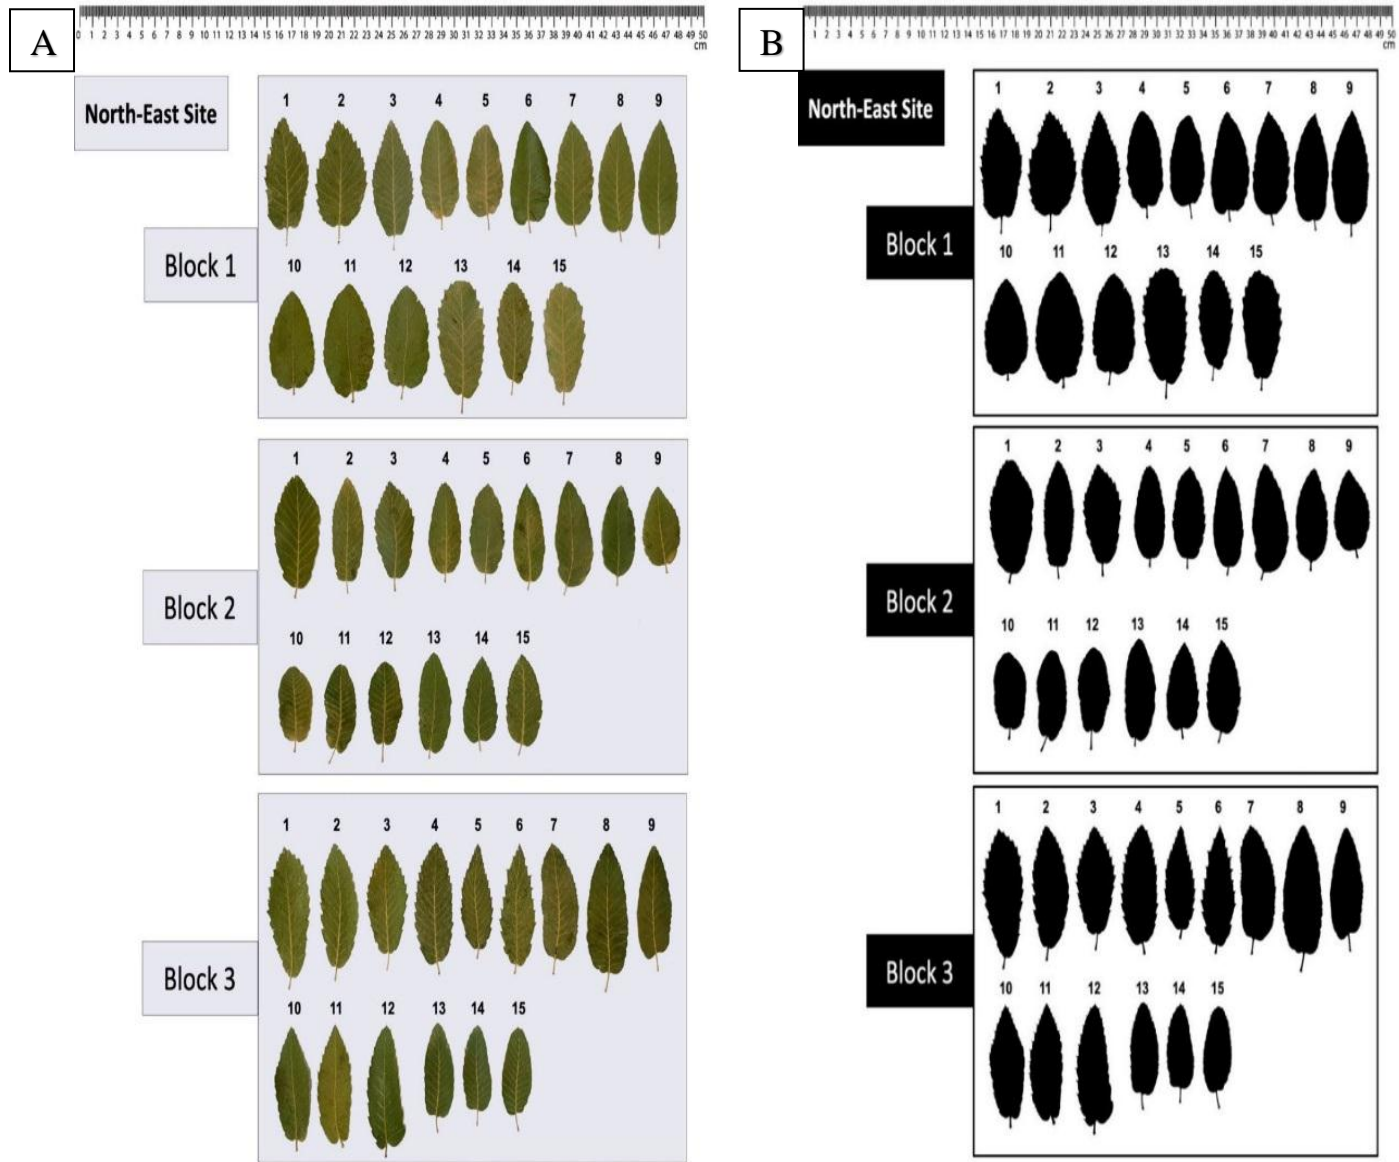 A
0 1 2 3 4 5 6 7 8 9 10 11 12 13 14 15 16 17 18 19 20 21 22 23 24 25 26 27 28 29 30 31 32 33 34 35 36 37 38 39 40 41 42 43 44 45 46 47 48 49 50
cm
North-East Site
1 2 3 4 5 6 7 8 9
Block 1
10 11 12 13 14 15
1 2 3 4 5 6 7 8 9
Block 2
10 11 12 13 14 15
1 2 3 4 5 6 7 8 9
Block 3
10 11 12 13 14 15
B
1 2 3 4 5 6 7 8 9 10 11 12 13 14 15 16 17 18 19 20 21 22 23 24 25 26 27 28 29 30 31 32 33 34 35 36 37 38 39 40 41 42 43 44 45 46 47 48 49 50
cm
North-East Site
1 2 3 4 5 6 7 8 9
Block 1
10 11 12 13 14 15
1 2 3 4 5 6 7 8 9
Block 2
10 11 12 13 14 15
1 2 3 4 5 6 7 8 9
Block 3
10 11 12 13 14 15